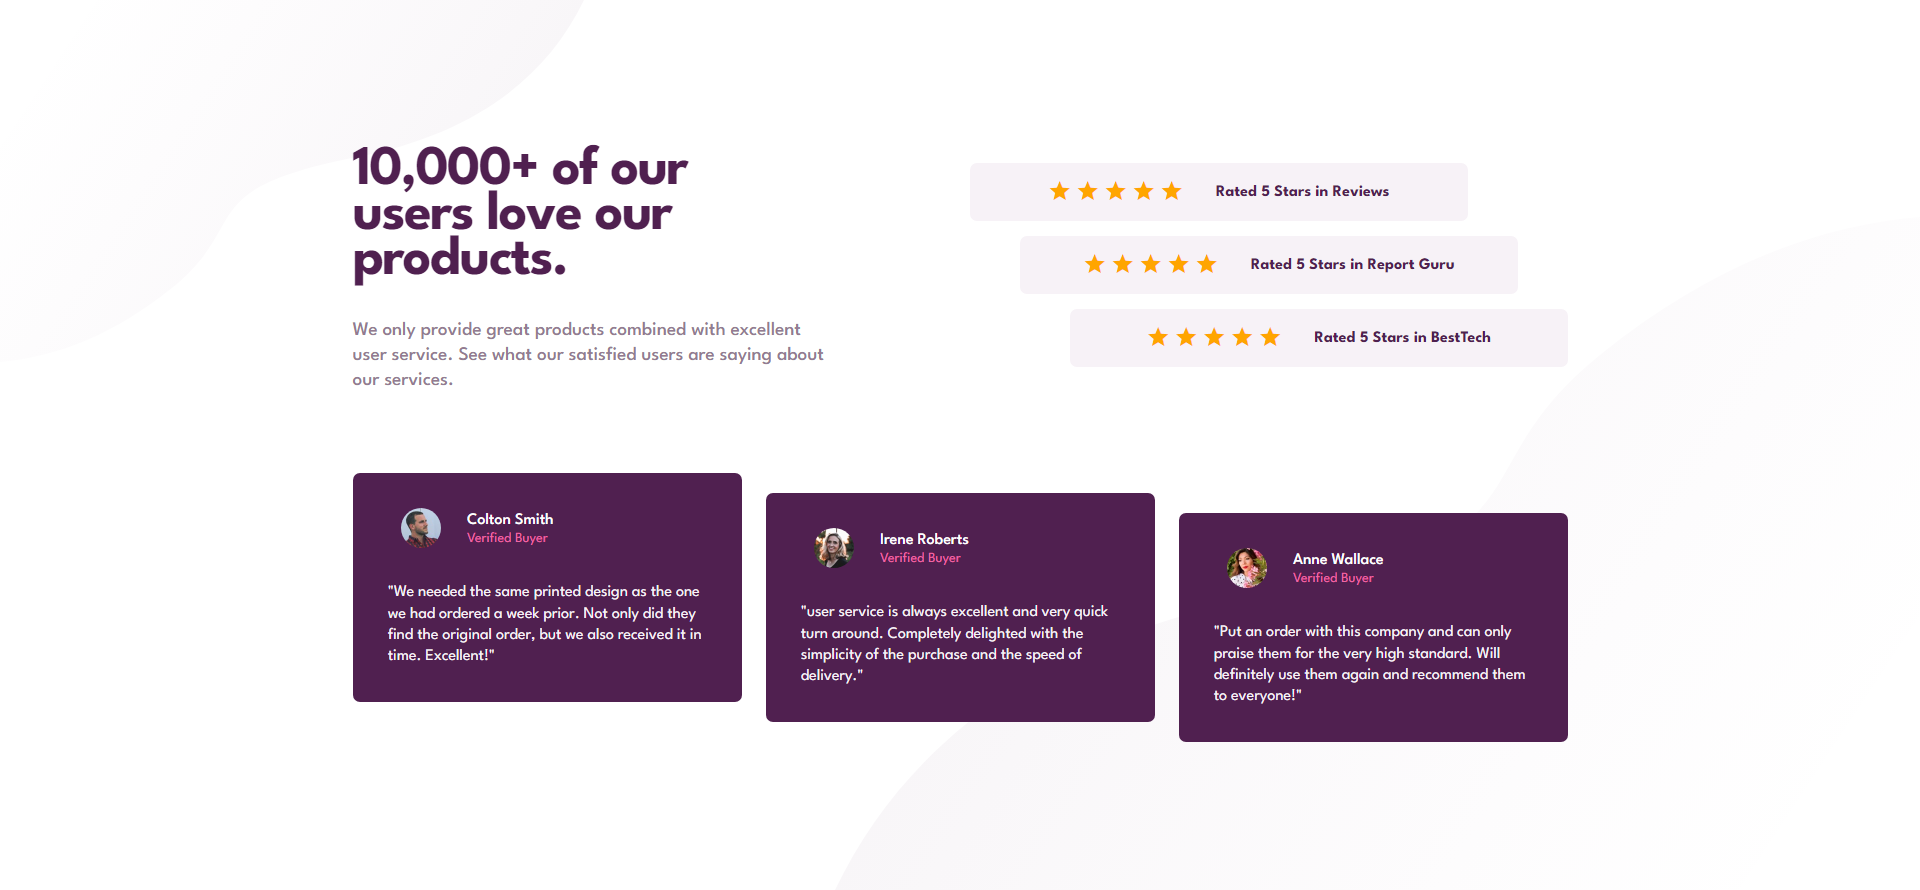 10,000+ of our
users love our
products.
We only provide great products combined with excellent
user service. See what our satisfied users are saying about
our services.
Rated 5 Stars in Reviews
Rated 5 Stars in Report Guru
Rated 5 Stars in BestTech
Colton Smith
Verified Buyer
"We needed the same printed design as the one
we had ordered a week prior. Not only did they
find the original order, but we also received it in
time. Excellent!"
Irene Roberts
Verified Buyer
"user service is always excellent and very quick
turn around. Completely delighted with the
simplicity of the purchase and the speed of
delivery."
Anne Wallace
Verified Buyer
"Put an order with this company and can only
praise them for the very high standard. Will
definitely use them again and recommend them
to everyone!"